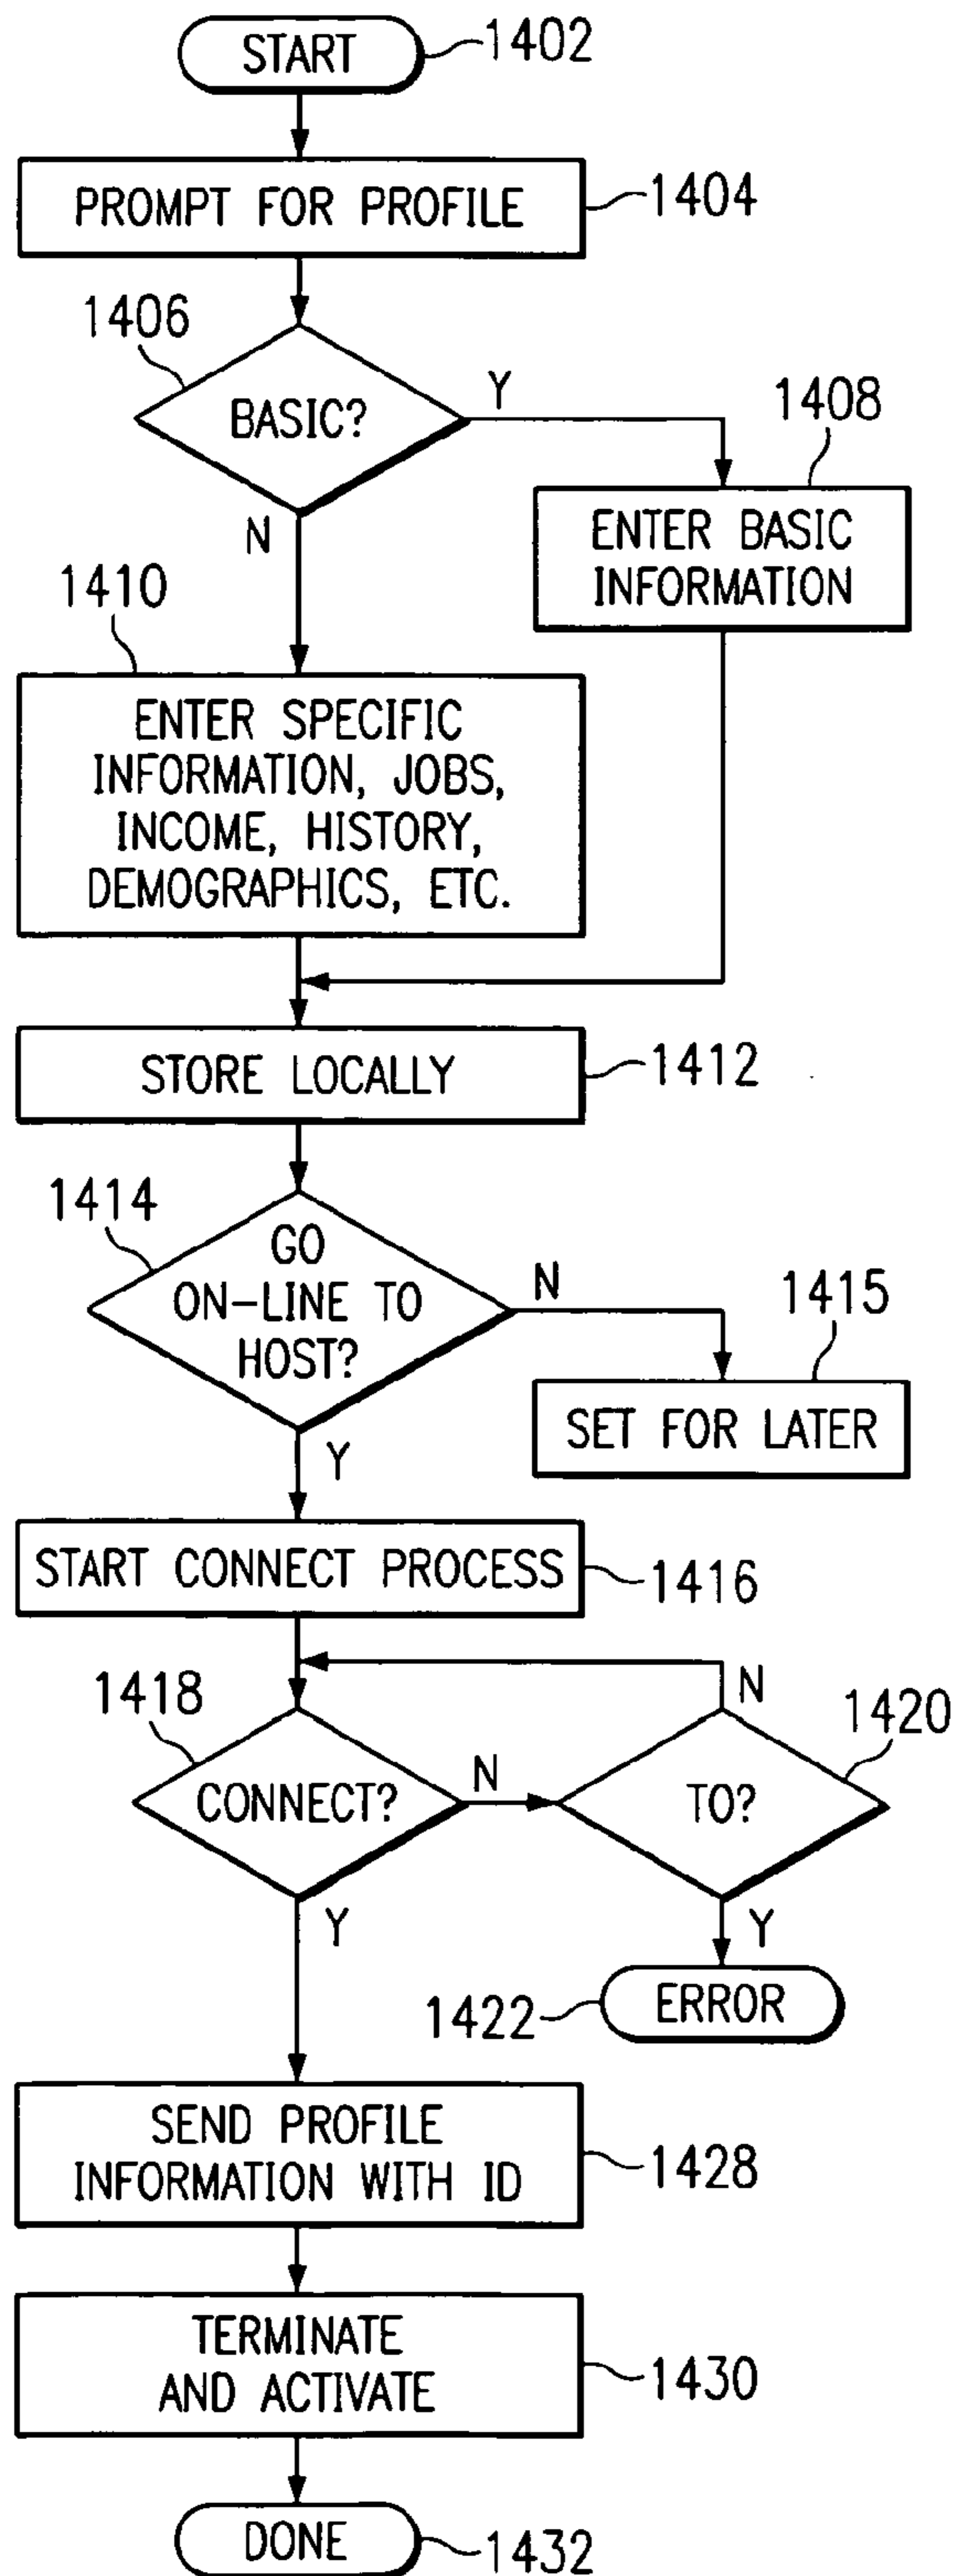 START
1402
PROMPT FOR PROFILE
1404
1406
BASIC?
Y
N
1408
ENTER BASIC
INFORMATION
1410
ENTER SPECIFIC
INFORMATION, JOBS,
INCOME, HISTORY,
DEMOGRAPHICS, ETC.
STORE LOCALLY
1412
1414
GO
ON-LINE TO
HOST?
N
Y
1415
SET FOR LATER
START CONNECT PROCESS
1416
1418
CONNECT?
N
Y
N
1420
TO?
Y
1422
ERROR
SEND PROFILE
INFORMATION WITH ID
1428
TERMINATE
AND ACTIVATE
1430
DONE
1432